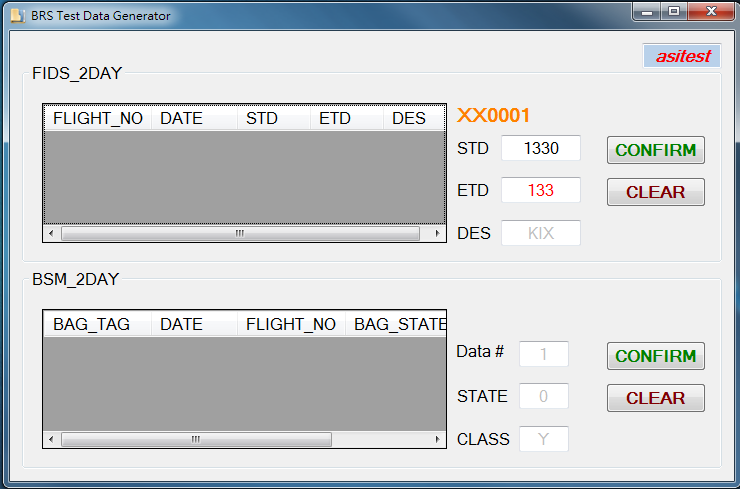 BRS Test Data Generator
asitest
FIDS_2DAY
FLIGHT_NO DATE STD ETD DES
XX0001
STD 1330 CONFIRM
ETD 133 CLEAR
DES KIX
BSM_2DAY
BAG_TAG DATE FLIGHT_NO BAG_STATE
Data # 1 CONFIRM
STATE 0 CLEAR
CLASS Y